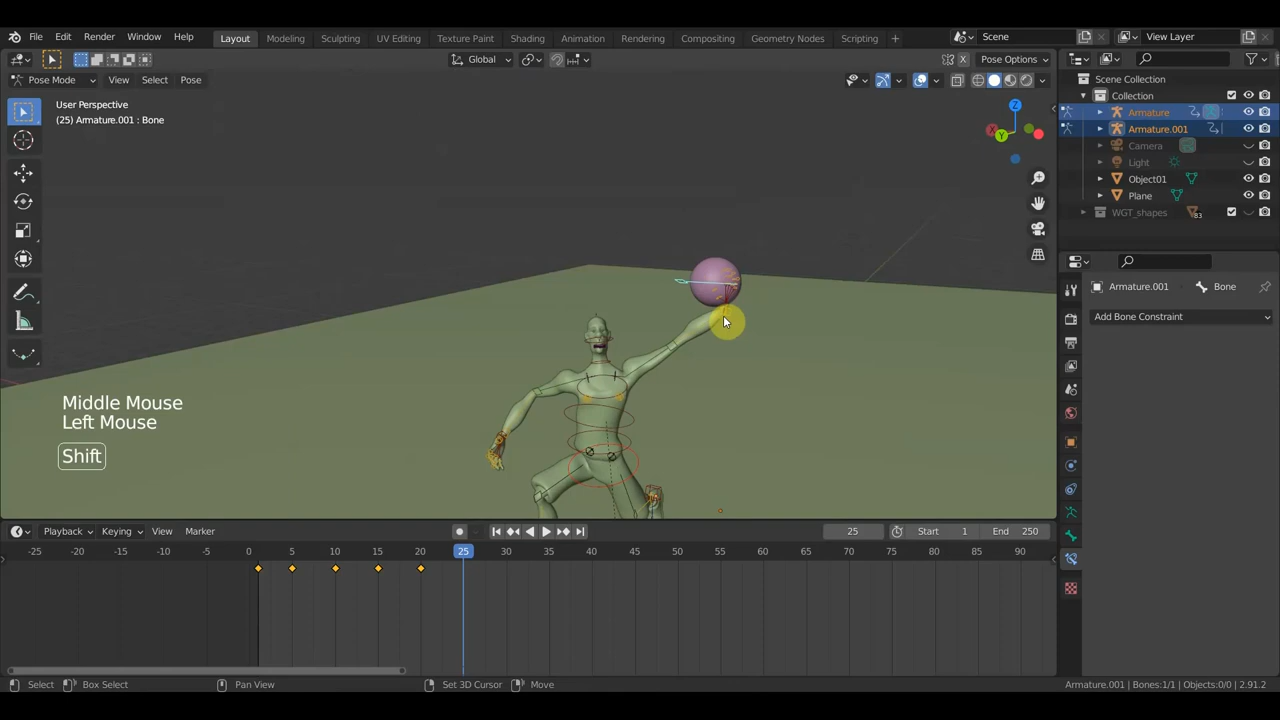 File Edit Render Window Help
Layout Modeling Sculpting UV Editing Texture Paint Shading Animation Rendering Compositing Geometry Nodes Scripting +
Scene View Layer
Global Pose Options
X
Pose Mode View Select Pose
User Perspective
(25) Armature.001 : Bone
Z
X
Y
Scene Collection
Collection
Armature
Armature.001
Camera
Light
Object01
Plane
WGT_shapes 83
Armature.001 Bone
Add Bone Constraint
Middle Mouse
Left Mouse
Shift
Playback Keying View Marker 25 Start 1 End 250
-25 -20 -15 -10 -5 0 5 10 15 20 25 30 35 40 45 50 55 60 65 70 75 80 85 90
Select Box Select Pan View Set 3D Cursor Move Armature.001 | Bones:1/1 | Objects:0/0 | 2.91.2